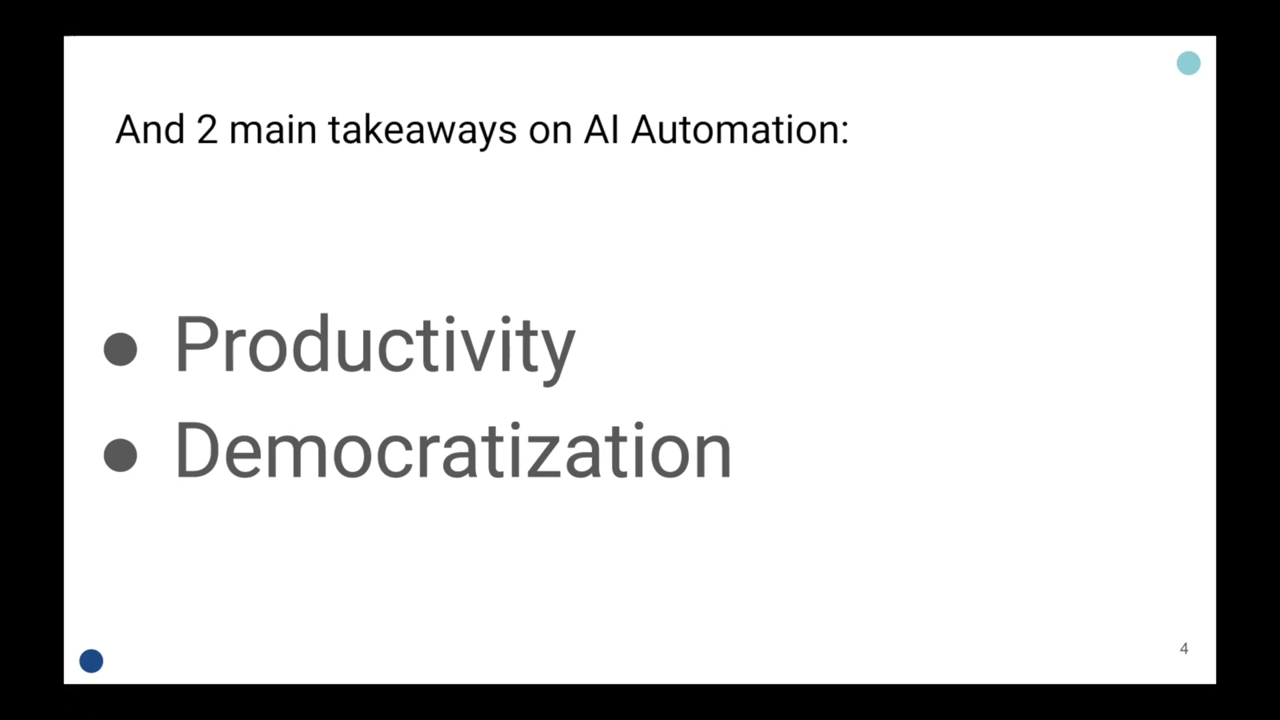 And 2 main takeaways on AI Automation:
● Productivity
● Democratization
4